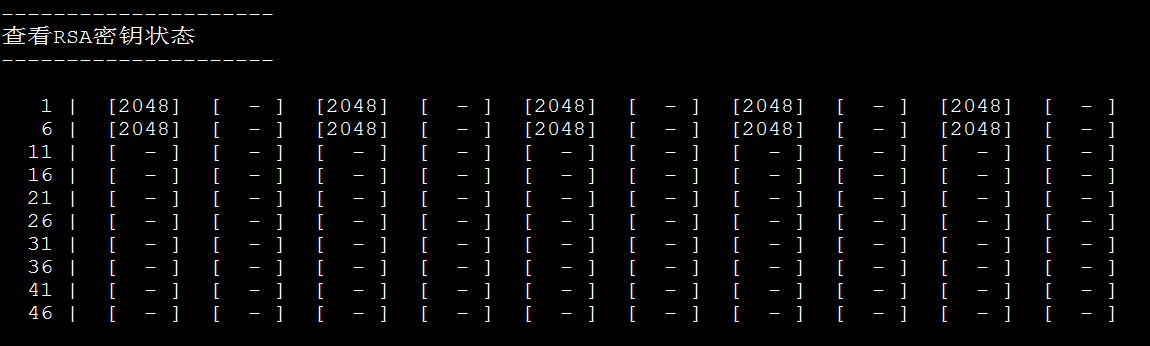 ---------------------
查看RSA密钥状态
---------------------
1 | [2048] [ - ] [2048] [ - ] [2048] [ - ] [2048] [ - ] [2048] [ - ]
6 | [2048] [ - ] [2048] [ - ] [2048] [ - ] [2048] [ - ] [2048] [ - ]
11 | [ - ] [ - ] [ - ] [ - ] [ - ] [ - ] [ - ] [ - ] [ - ] [ - ]
16 | [ - ] [ - ] [ - ] [ - ] [ - ] [ - ] [ - ] [ - ] [ - ] [ - ]
21 | [ - ] [ - ] [ - ] [ - ] [ - ] [ - ] [ - ] [ - ] [ - ] [ - ]
26 | [ - ] [ - ] [ - ] [ - ] [ - ] [ - ] [ - ] [ - ] [ - ] [ - ]
31 | [ - ] [ - ] [ - ] [ - ] [ - ] [ - ] [ - ] [ - ] [ - ] [ - ]
36 | [ - ] [ - ] [ - ] [ - ] [ - ] [ - ] [ - ] [ - ] [ - ] [ - ]
41 | [ - ] [ - ] [ - ] [ - ] [ - ] [ - ] [ - ] [ - ] [ - ] [ - ]
46 | [ - ] [ - ] [ - ] [ - ] [ - ] [ - ] [ - ] [ - ] [ - ] [ - ]